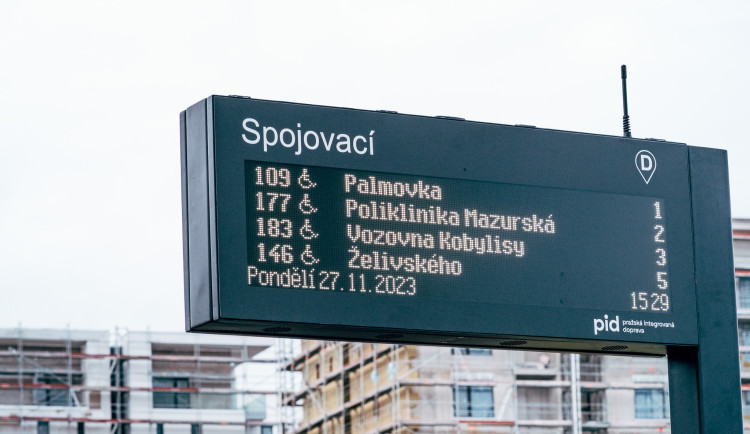 Spojovací
D
109 Palmovka 1
177 Poliklinika Mazurská 2
183 Vozovna Kobylisy 3
146 Želivského 5
Pondělí 27.11.2023 15 29
pid pražská integrovaná
doprava